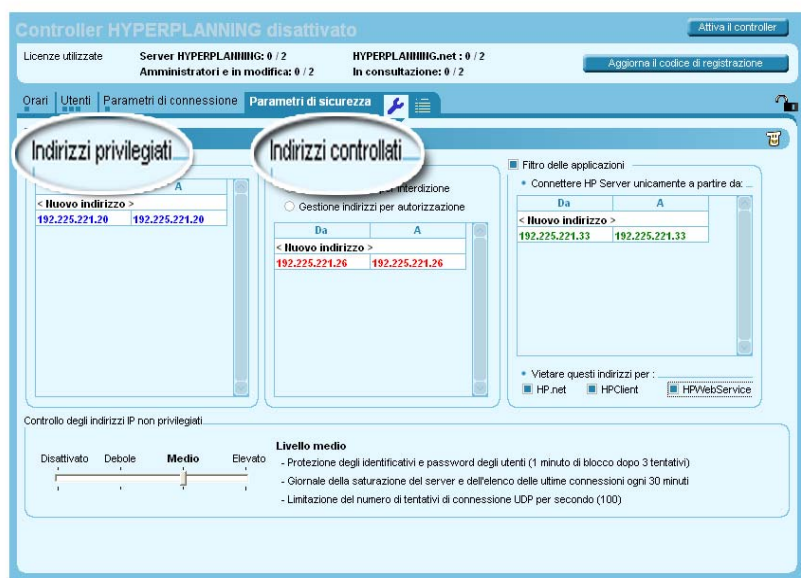 Controller HYPERPLANNING disattivato
Attiva il controller
Licenze utilizzate
Server HYPERPLANNING: 0 / 2
HYPERPLANNING.net : 0 / 2
Amministratori e in modifica: 0 / 2
In consultazione: 0 / 2
Aggiorna il codice di registrazione
Orari
Utenti
Parametri di connessione
Parametri di sicurezza
Indirizzi privilegiati
A
< Nuovo indirizzo >
192.225.221.20 192.225.221.20
Indirizzi controllati
per interdizione
Gestione indirizzi per autorizzazione
Da A
< Nuovo indirizzo >
192.225.221.26 192.225.221.26
Filtro delle applicazioni
Connettere HP Server unicamente a partire da:
Da A
< Nuovo indirizzo >
192.225.221.33 192.225.221.33
Vietare questi indirizzi per :
HP.net HPClient HPWebService
Controllo degli indirizzi IP non privilegiati
Disattivato Debole Medio Elevato
Livello medio
- Protezione degli identificativi e password degli utenti (1 minuto di blocco dopo 3 tentativi)
- Giornale della saturazione del server e dell'elenco delle ultime connessioni ogni 30 minuti
- Limitazione del numero di tentativi di connessione UDP per secondo (100)